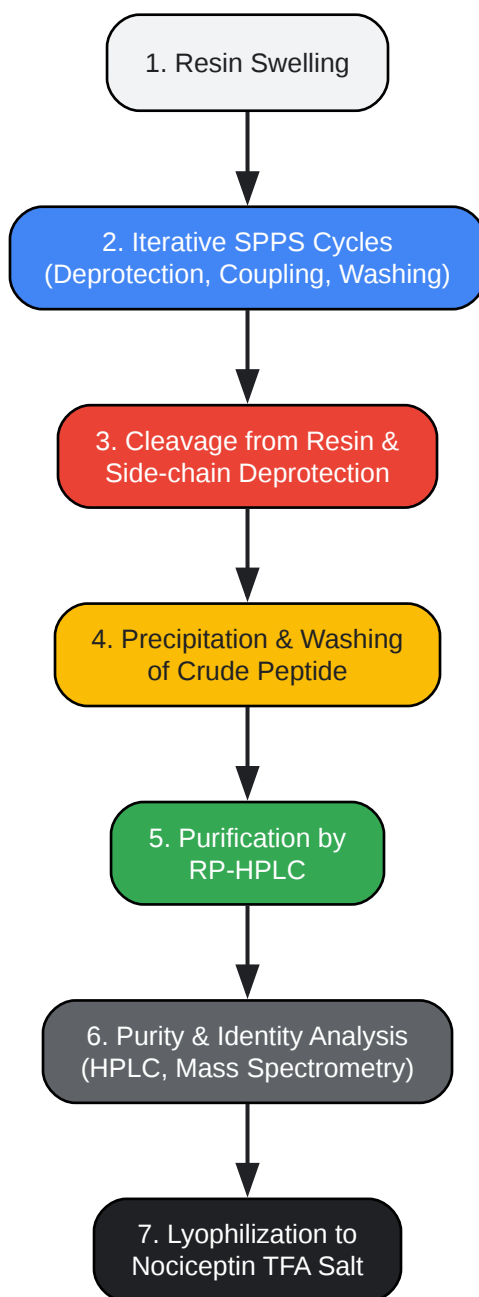 1. Resin Swelling
2. Iterative SPPS Cycles
(Deprotection, Coupling, Washing)
3. Cleavage from Resin &
Side-chain Deprotection
4. Precipitation & Washing
of Crude Peptide
5. Purification by
RP-HPLC
6. Purity & Identity Analysis
(HPLC, Mass Spectrometry)
7. Lyophilization to
Nociceptin TFA Salt